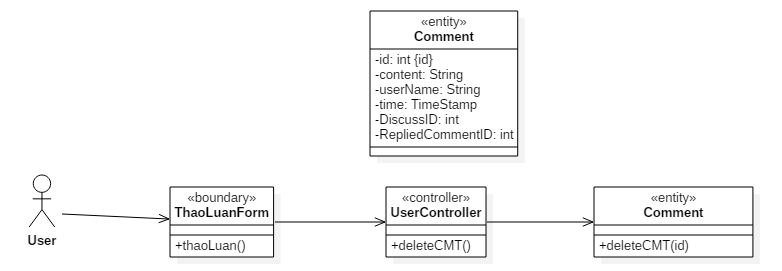 «entity»
Comment
-id: int {id}
-content: String
-userName: String
-time: TimeStamp
-DiscussID: int
-RepliedCommentID: int
User
«boundary»
ThaoLuanForm
+thaoLuan()
«controller»
UserController
+deleteCMT()
«entity»
Comment
+deleteCMT(id)